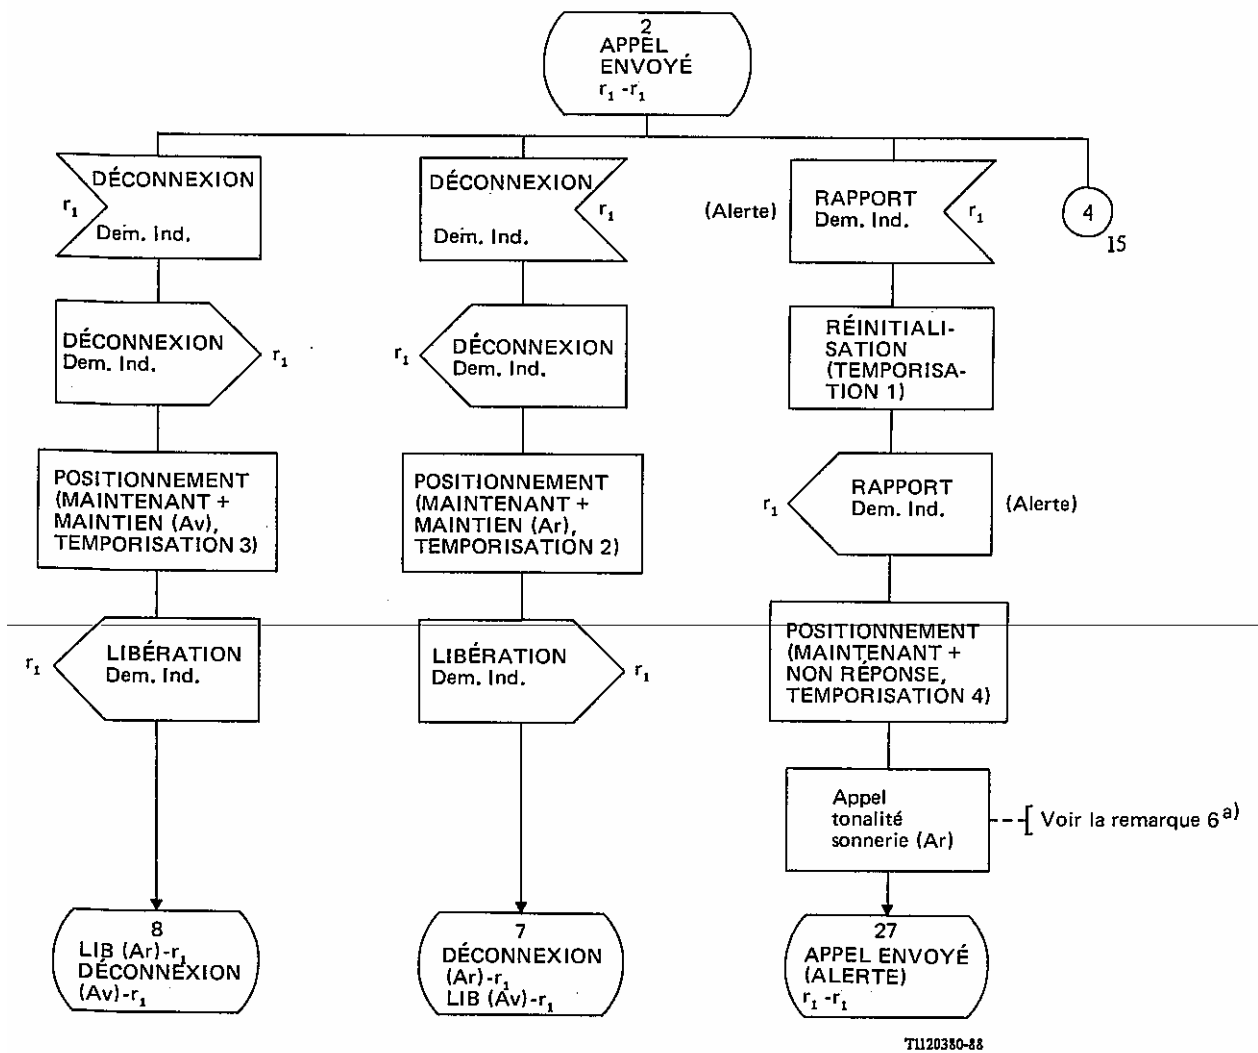 2
APPEL
ENVOYÉ
r₁ -r₁
DÉCONNEXION
r₁
Dem. Ind.
DÉCONNEXION
Dem. Ind.
r₁
POSITIONNEMENT
(MAINTENANT +
MAINTIEN (Av),
TEMPORISATION 3)
r₁
LIBÉRATION
Dem. Ind.
8
LIB (Ar)-r₁
DÉCONNEXION
(Av)-r₁
DÉCONNEXION
r₁
Dem. Ind.
r₁
DÉCONNEXION
Dem. Ind.
POSITIONNEMENT
(MAINTENANT +
MAINTIEN (Ar),
TEMPORISATION 2)
LIBÉRATION
Dem. Ind.
r₁
7
DÉCONNEXION
(Ar)-r₁
LIB (Av)-r₁
(Alerte)
RAPPORT
Dem. Ind.
r₁
RÉINITIALI-
SATION
(TEMPORISA-
TION 1)
r₁
RAPPORT
Dem. Ind.
(Alerte)
POSITIONNEMENT
(MAINTENANT +
NON RÉPONSE,
TEMPORISATION 4)
Appel
tonalité
sonnerie (Ar)
Voir la remarque 6ᵃ⁾
27
APPEL ENVOYÉ
(ALERTE)
r₁ -r₁
4
15
T1120380-88